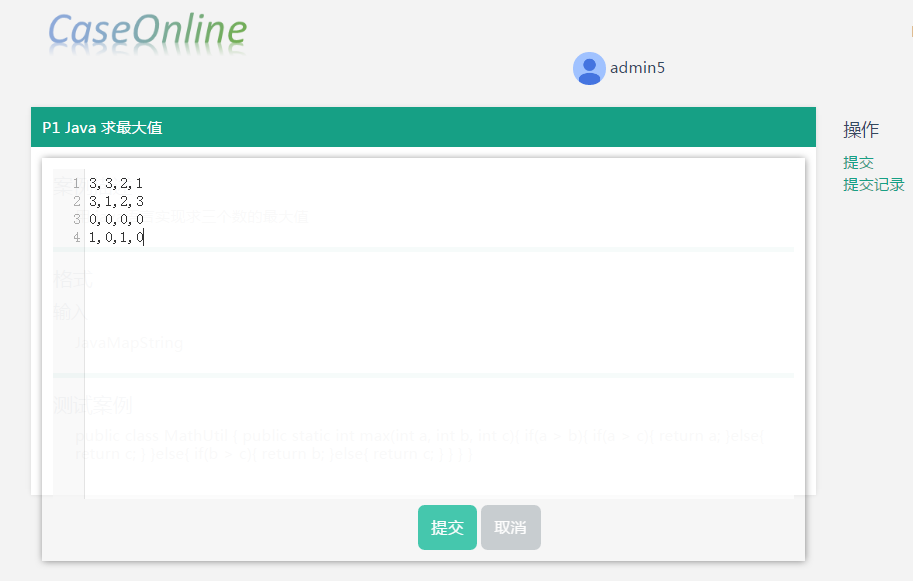 CaseOnline
admin5
P1 Java 求最大值
操作
提交
提交记录
1 3,3,2,1
2 3,1,2,3
3 0,0,0,0
4 1,0,1,0
求三个数的最大值
格式
输入
JavaMapString
测试案例
public class MathUtil { public static int max(int a, int b, int c){ if(a > b){ if(a > c){ return a; }else{
return c; } }else{ if(b > c){ return b; }else{ return c; } } } }
提交
取消